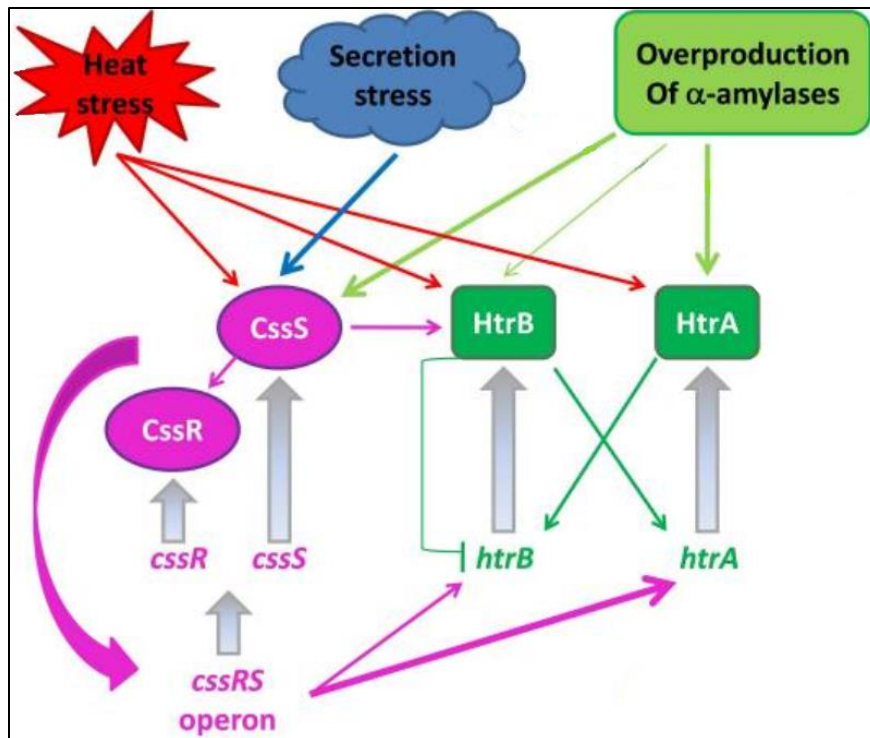 Heat
stress
Secretion
stress
Overproduction
Of α-amylases
CssS
HtrB
HtrA
CssR
cssR
cssS
htrB
htrA
cssRS
operon